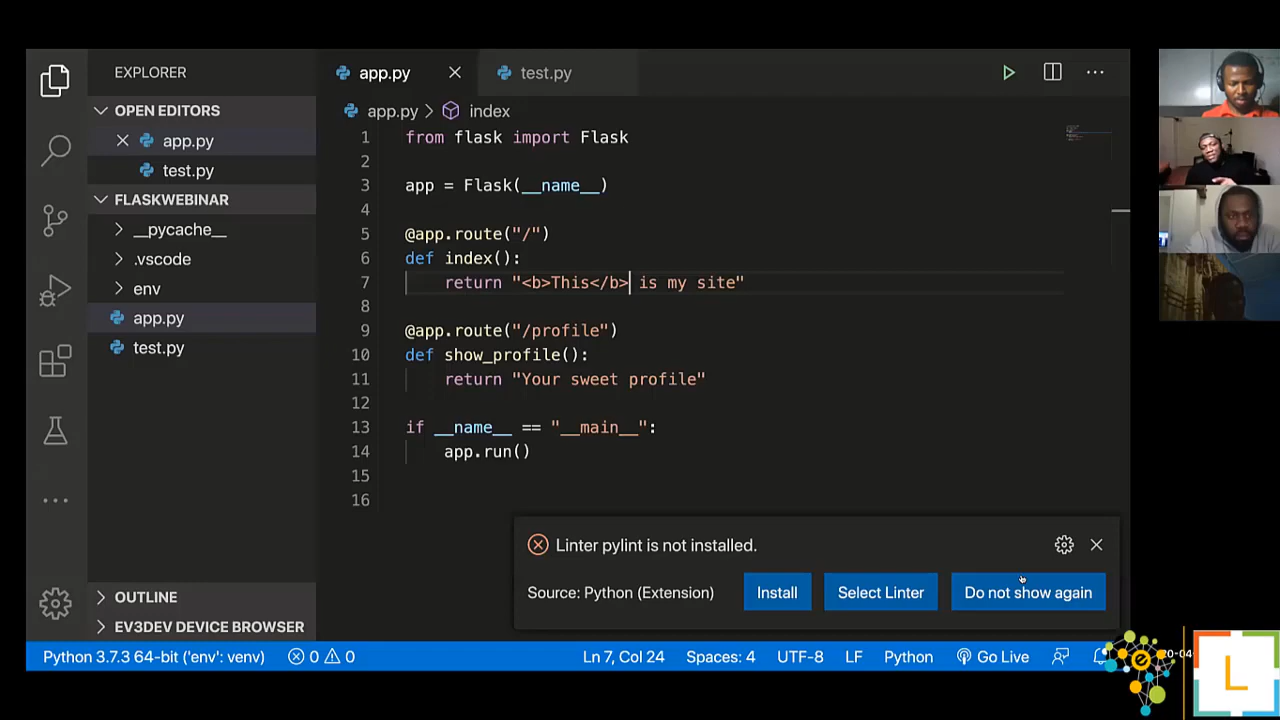 EXPLORER
OPEN EDITORS
app.py
test.py
FLASKWEBINAR
__pycache__
.vscode
env
app.py
test.py
OUTLINE
EV3DEV DEVICE BROWSER
app.py
test.py
app.py
index
1 from flask import Flask
2
3 app = Flask(__name__)
4
5 @app.route("/")
6 def index():
7 return "<b>This</b> is my site"
8
9 @app.route("/profile")
10 def show_profile():
11 return "Your sweet profile"
12
13 if __name__ == "__main__":
14 app.run()
15
16
Linter pylint is not installed.
Source: Python (Extension)
Install
Select Linter
Do not show again
Python 3.7.3 64-bit ('env': venv)
0
0
Ln 7, Col 24
Spaces: 4
UTF-8
LF
Python
Go Live
L